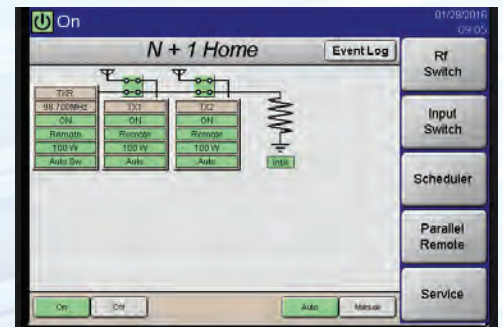 On
01/28/2016
09:05
N + 1 Home
Event Log
Rf
Switch
TXR
98.700MHz
ON
Remote
100 W
Auto Sw
TX1
ON
Remote
100 W
Auto
TX2
ON
Remote
100 W
Auto
Intlk
Input
Switch
Scheduler
Parallel
Remote
Service
On
Off
Auto
Manual